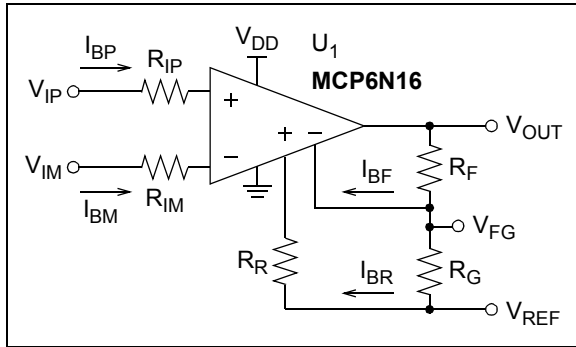 I_BP
V_DD
U_1
R_IP
MCP6N16
V_IP
+
+
−
V_OUT
V_IM
−
I_BF
R_F
I_BM
R_IM
V_FG
R_R
I_BR
R_G
V_REF